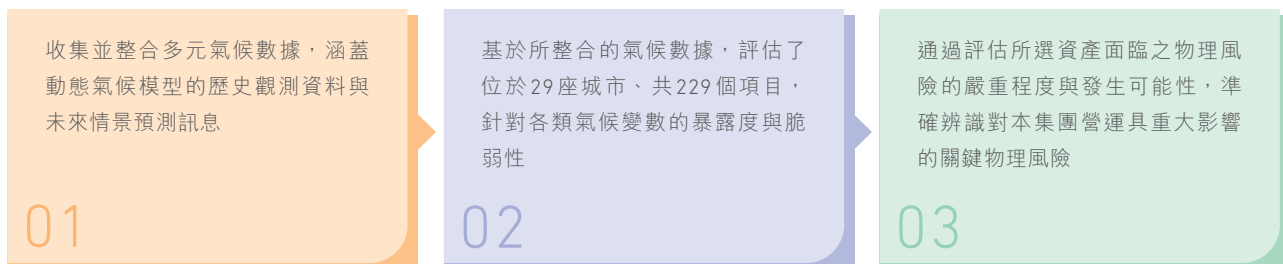 收集並整合多元氣候數據，涵蓋
動態氣候模型的歷史觀測資料與
未來情景預測訊息
01
基於所整合的氣候數據，評估了
位於29座城市、共229個項目，
針對各類氣候變數的暴露度與脆
弱性
02
通過評估所選資產面臨之物理風
險的嚴重程度與發生可能性，準
確辨識對本集團營運具重大影響
的關鍵物理風險
03